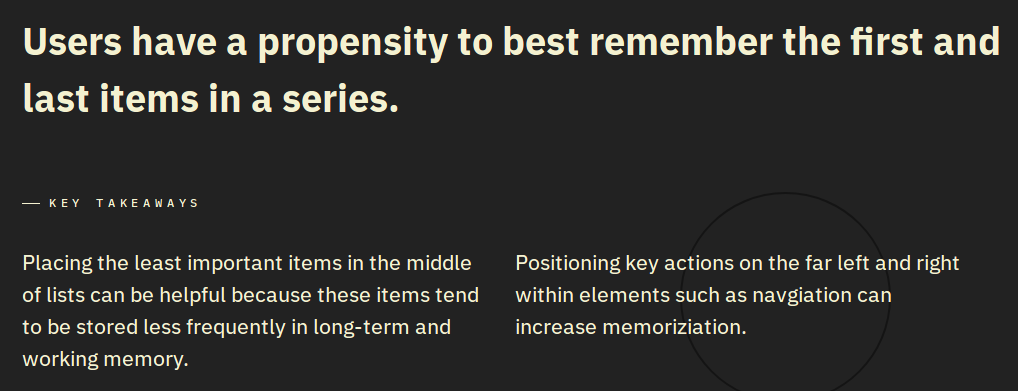 Users have a propensity to best remember the first and
last items in a series.
KEY TAKEAWAYS
Placing the least important items in the middle
of lists can be helpful because these items tend
to be stored less frequently in long-term and
working memory.
Positioning key actions on the far left and right
within elements such as navgiation can
increase memoriziation.